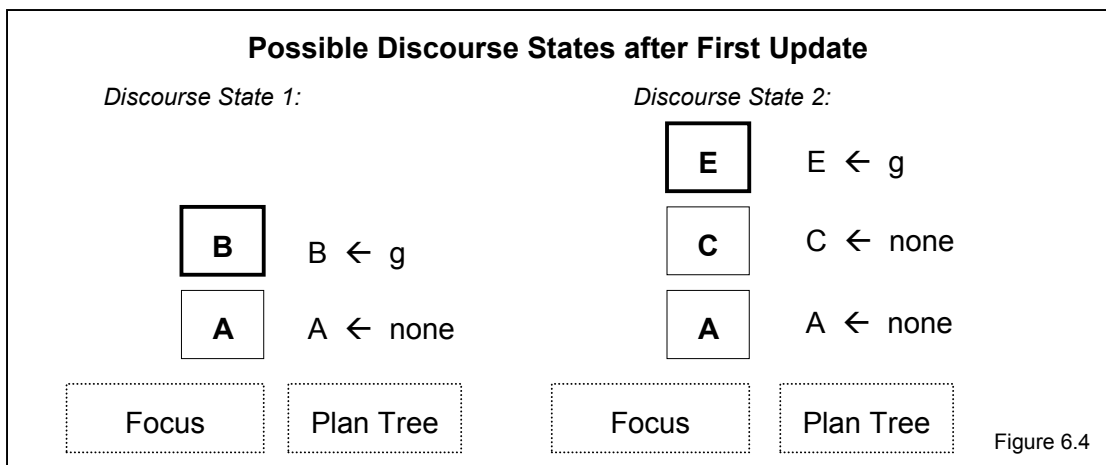 Possible Discourse States after First Update
Discourse State 1: Discourse State 2:
E E ← g
B B ← g C C ← none
A A ← none A A ← none
Focus Plan Tree Focus Plan Tree
Figure 6.4